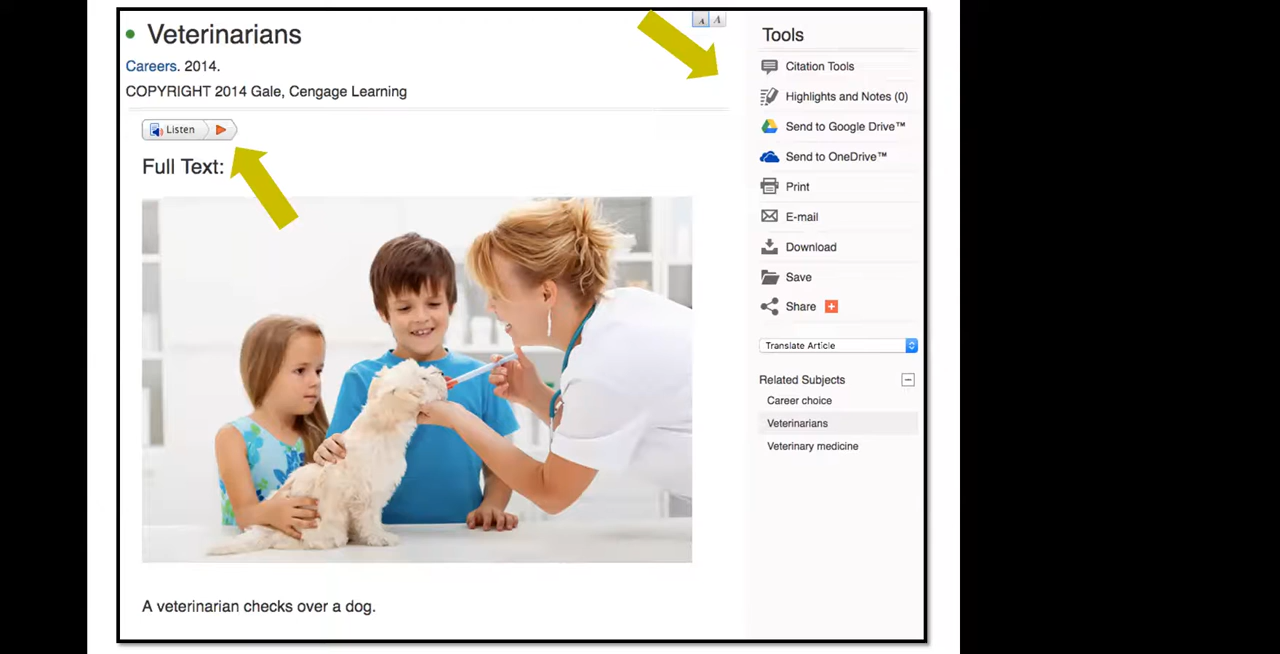 A A
Veterinarians
Careers. 2014.
COPYRIGHT 2014 Gale, Cengage Learning
Listen
Full Text:
A veterinarian checks over a dog.
Tools
Citation Tools
Highlights and Notes (0)
Send to Google Drive™
Send to OneDrive™
Print
E-mail
Download
Save
Share
Translate Article
Related Subjects
Career choice
Veterinarians
Veterinary medicine